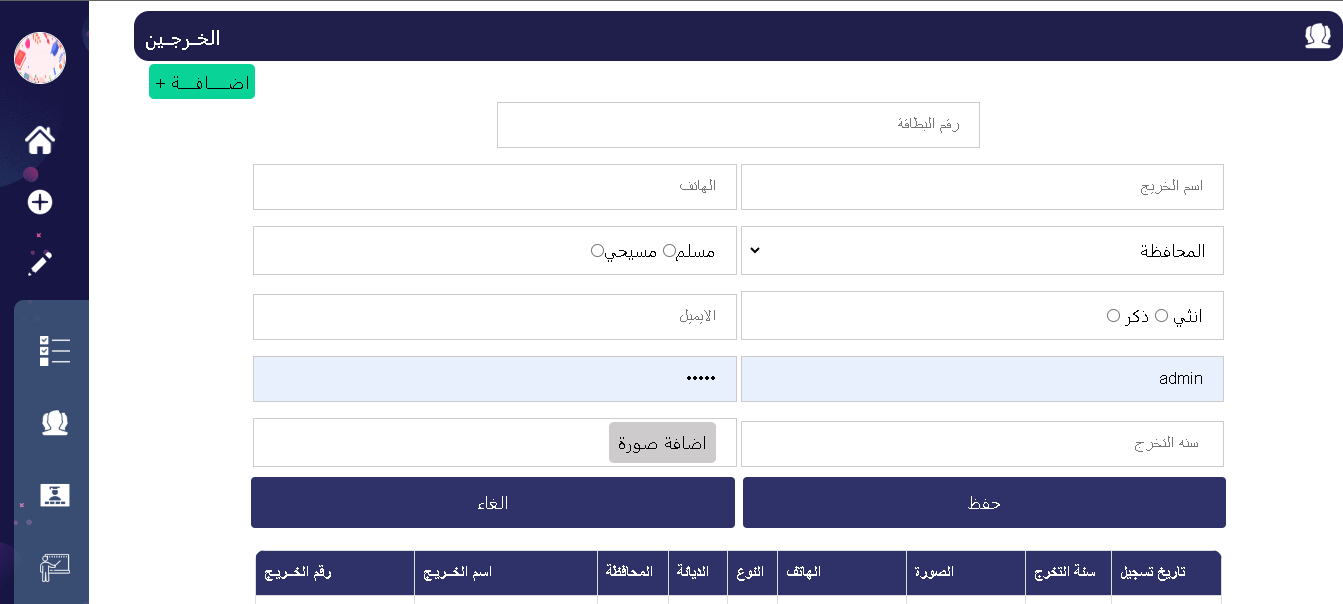 الخـرجـين
اضـــافـــة +
رقم البطاقة
اسم الخريج
الهاتف
المحافظة
مسلم مسيحي
انثي ذكر
الايميل
admin
•••••
سنه التخرج
اضافة صورة
حفظ
الغاء
رقم الخـريـج اسم الخـريـج المحافظة الديانة النوع الهاتف الصورة سنة التخرج تاريخ تسجيل